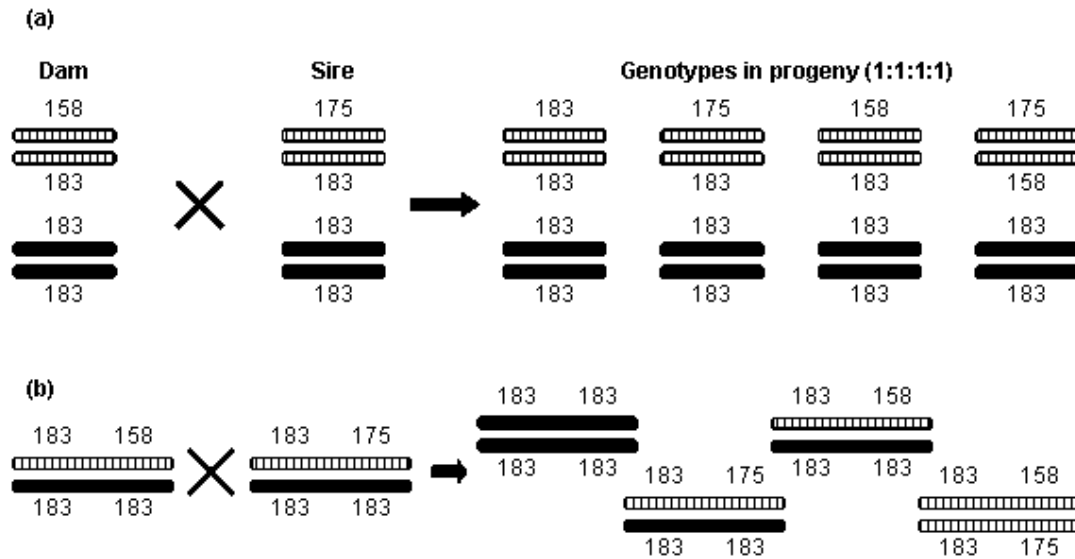 (a)
Dam Sire Genotypes in progeny (1:1:1:1)
158 175 183 175 158 175
183 183 183 183 183 158
183 183 183 183 183 183
183 183 183 183 183 183
(b)
183 183 183 158
183 158 183 175
183 183 183 183
183 175 183 158
183 183 183 183
183 183 183 175